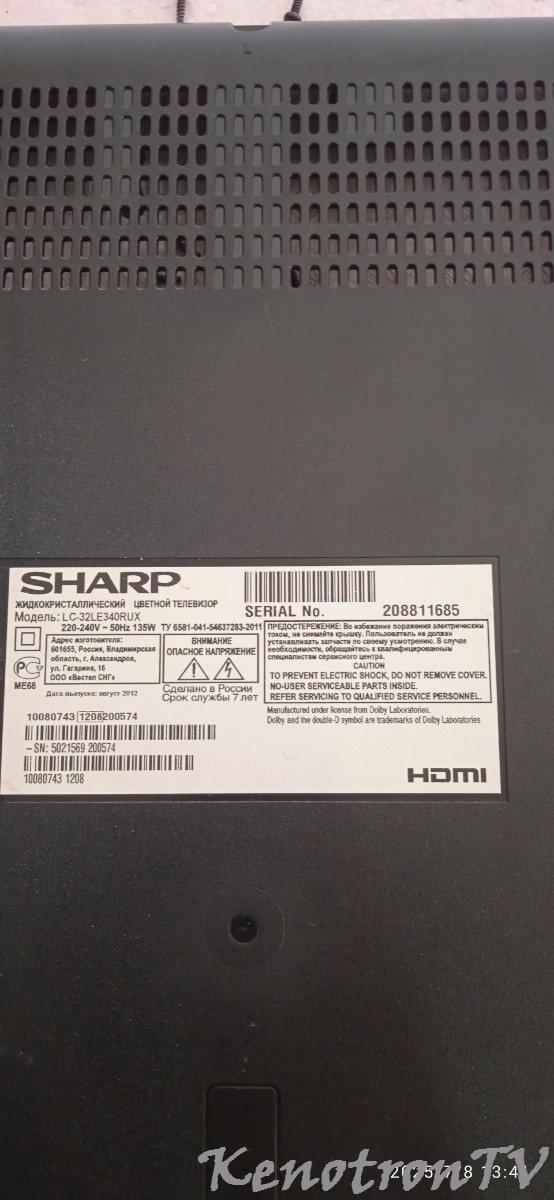 SHARP
ЖИДКОКРИСТАЛЛИЧЕСКИЙ ЦВЕТНОЙ ТЕЛЕВИЗОР
Модель: LC-32LE340RUX
220-240V ~ 50Hz 135W ТУ 6581-041-54637283-2011
SERIAL No. 208811685
Адрес изготовителя:
601655, Россия, Владимирская
область, г. Александров,
ул. Гагарина, 16
ООО «Вестел СНГ»
РС
ME68
Дата выпуска: август 2012
ВНИМАНИЕ
ОПАСНОЕ НАПРЯЖЕНИЕ
Сделано в России
Срок службы 7 лет
ПРЕДОСТЕРЕЖЕНИЕ: Во избежание поражения электрическим
током, не снимайте крышку. Пользователь не должен
устанавливать запчасти по своему усмотрению. В случае
необходимости, обращайтесь к квалифицированным
специалистам сервисного центра.
CAUTION
TO PREVENT ELECTRIC SHOCK, DO NOT REMOVE COVER.
NO-USER SERVICEABLE PARTS INSIDE.
REFER SERVICING TO QUALIFIED SERVICE PERSONNEL.
Manufactured under license from Dolby Laboratories.
Dolby and the double-D symbol are trademarks of Dolby Laboratories
10080743 1208 200574
-SN: 5021569 200574
10080743 1208
HDMI
KenotronTV